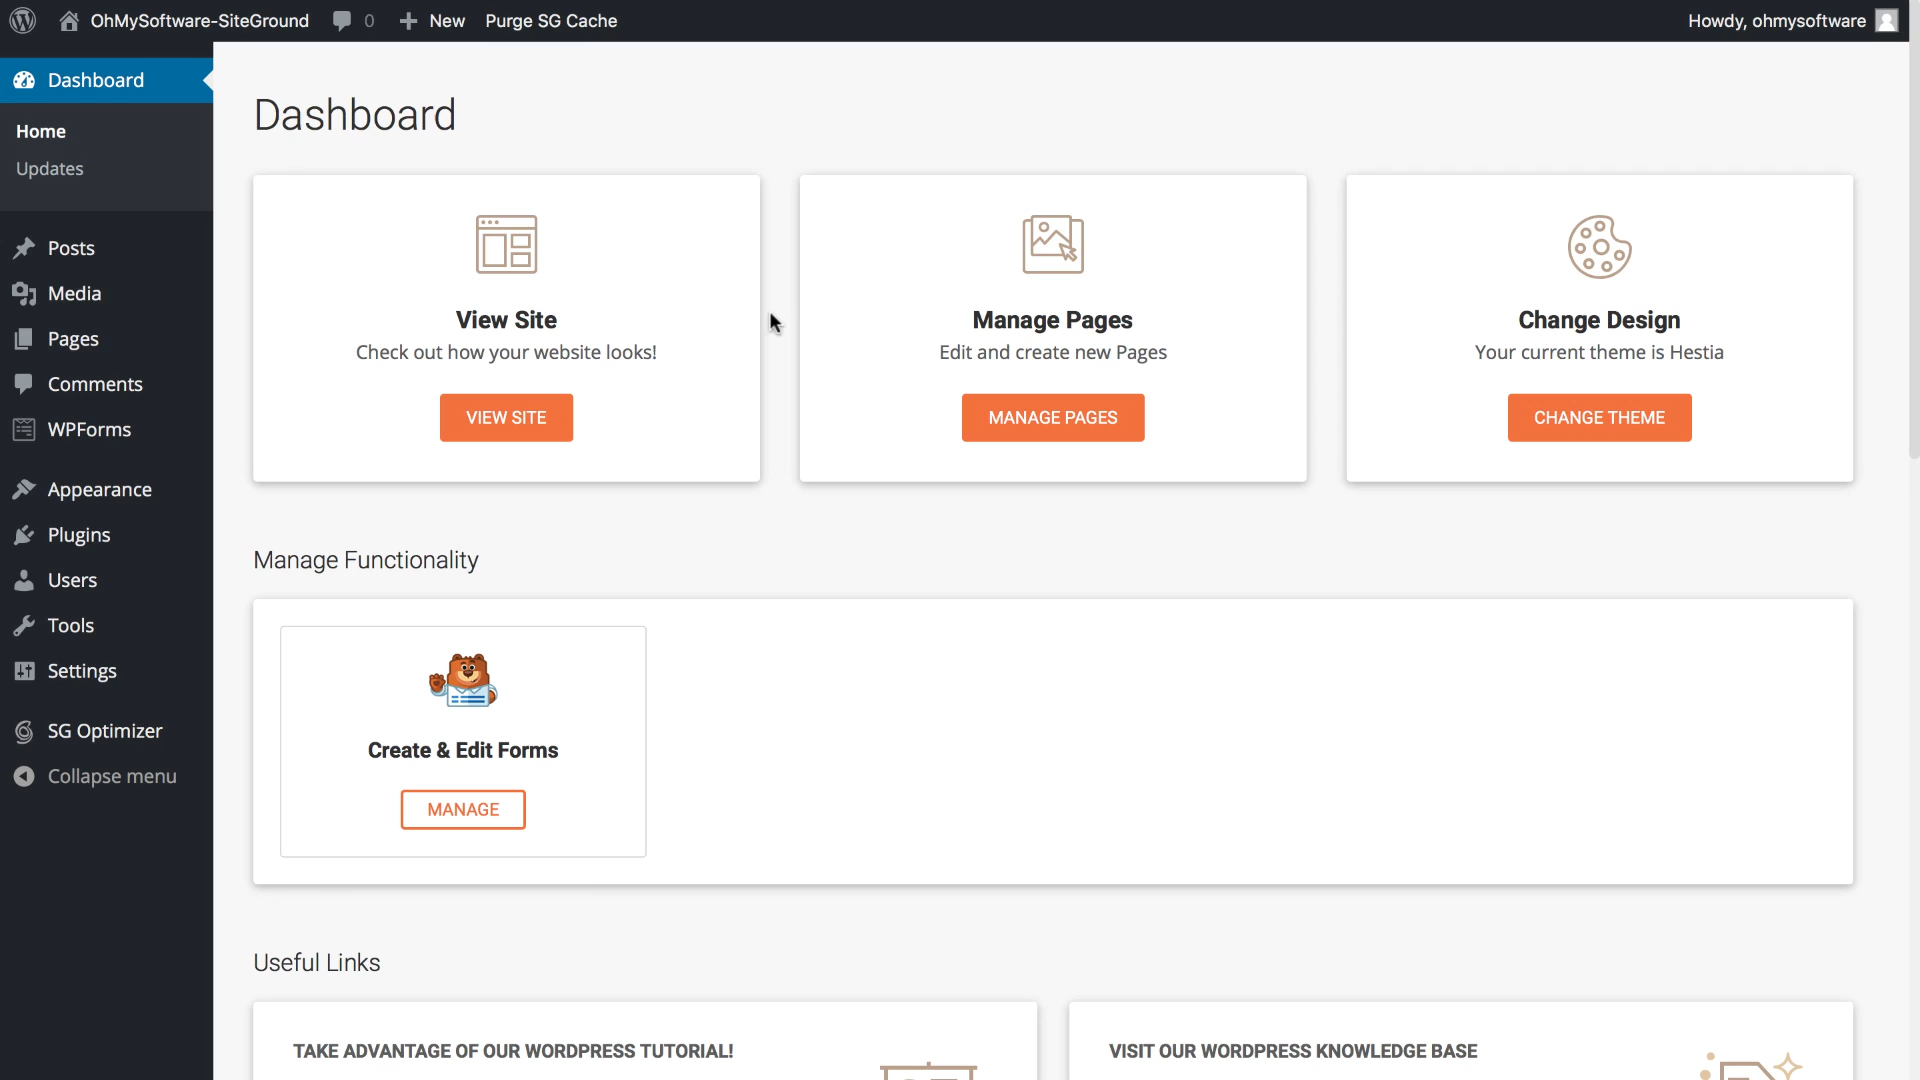 OhMySoftware-SiteGround
0
New
Purge SG Cache
Howdy, ohmysoftware
Dashboard
Home
Updates
Posts
Media
Pages
Comments
WPForms
Appearance
Plugins
Users
Tools
Settings
SG Optimizer
Collapse menu
Dashboard
View Site
Check out how your website looks!
VIEW SITE
Manage Pages
Edit and create new Pages
MANAGE PAGES
Change Design
Your current theme is Hestia
CHANGE THEME
Manage Functionality
Create & Edit Forms
MANAGE
Useful Links
TAKE ADVANTAGE OF OUR WORDPRESS TUTORIAL!
VISIT OUR WORDPRESS KNOWLEDGE BASE